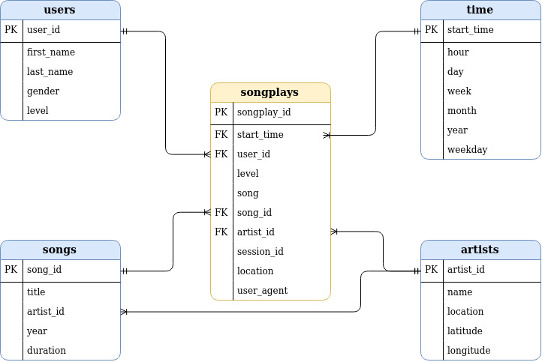 users
PK user_id
first_name
last_name
gender
level
time
PK start_time
hour
day
week
month
year
weekday
songplays
PK songplay_id
FK start_time
FK user_id
level
song
FK song_id
FK artist_id
session_id
location
user_agent
songs
PK song_id
title
artist_id
year
duration
artists
PK artist_id
name
location
latitude
longitude